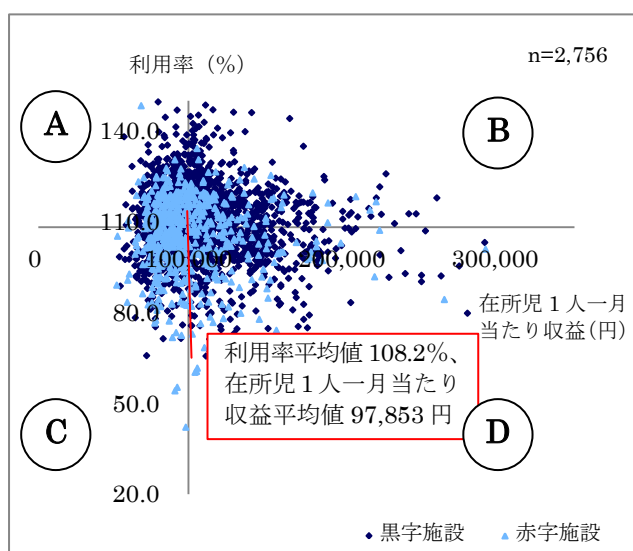 n=2,756
利用率（%）
A
B
140.0
110.0
0
100,000
200,000
300,000
在所児１人一月
当たり収益(円)
80.0
利用率平均値 108.2%、
在所児１人一月当たり
収益平均値 97,853 円
50.0
C
D
20.0
黒字施設
赤字施設